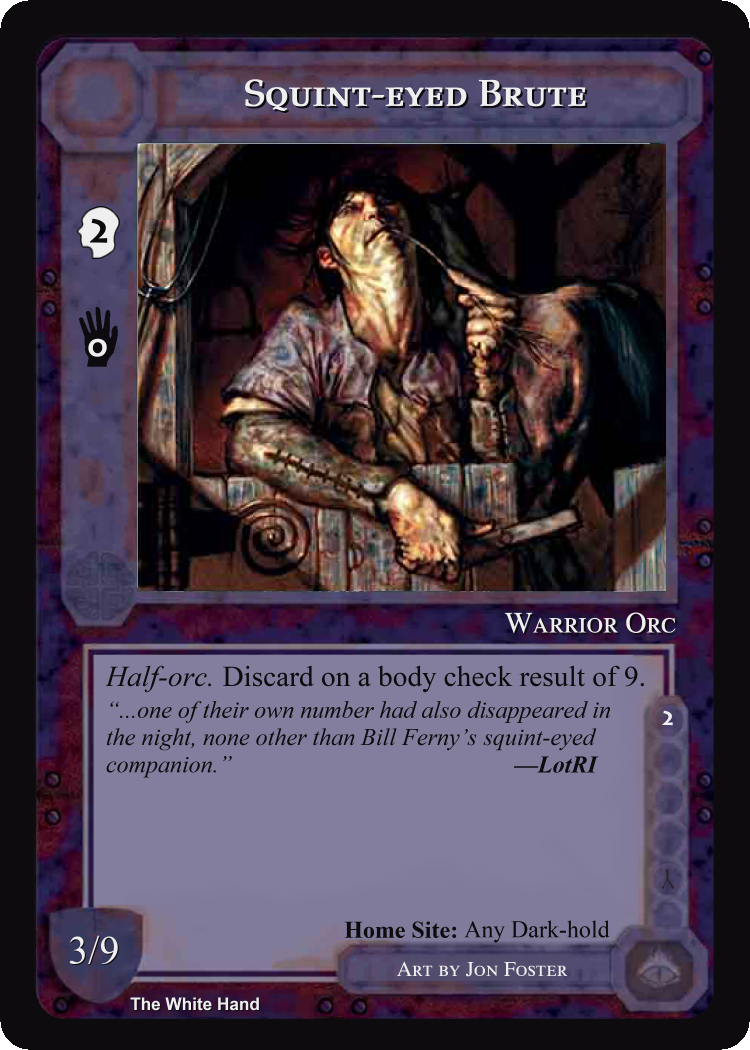 Squint-eyed Brute
2
0
Warrior Orc
Half-orc. Discard on a body check result of 9.
“...one of their own number had also disappeared in
the night, none other than Bill Ferny’s squint-eyed
companion.” —LotRI
2
Home Site: Any Dark-hold
3/9
Art by Jon Foster
The White Hand